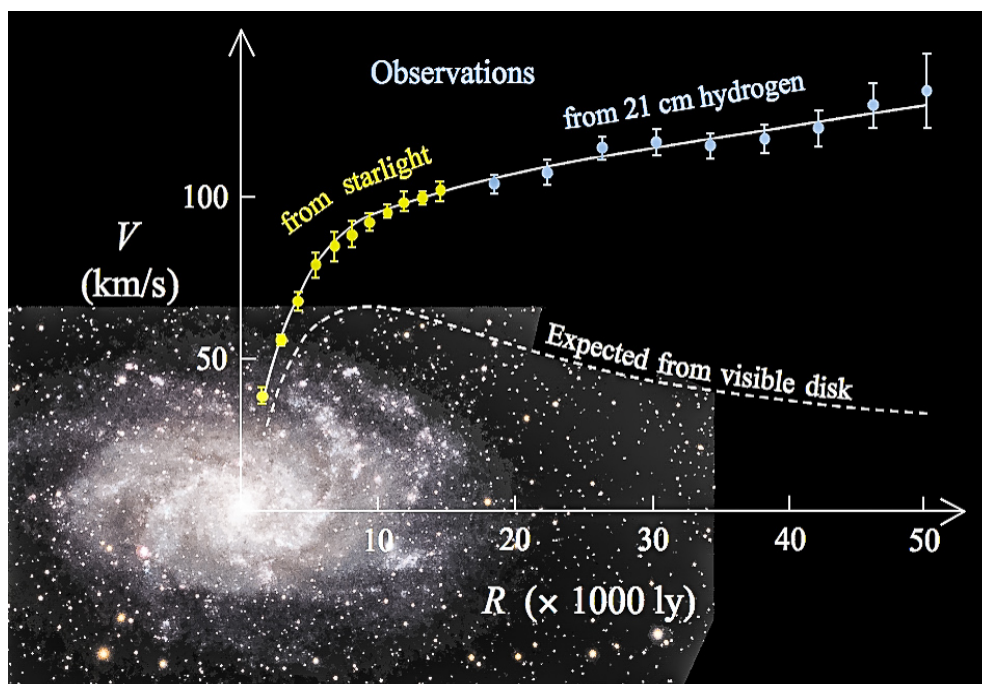 Observations
from 21 cm hydrogen
from starlight
100
V
(km/s)
50
Expected from visible disk
10 20 30 40 50
R (× 1000 ly)